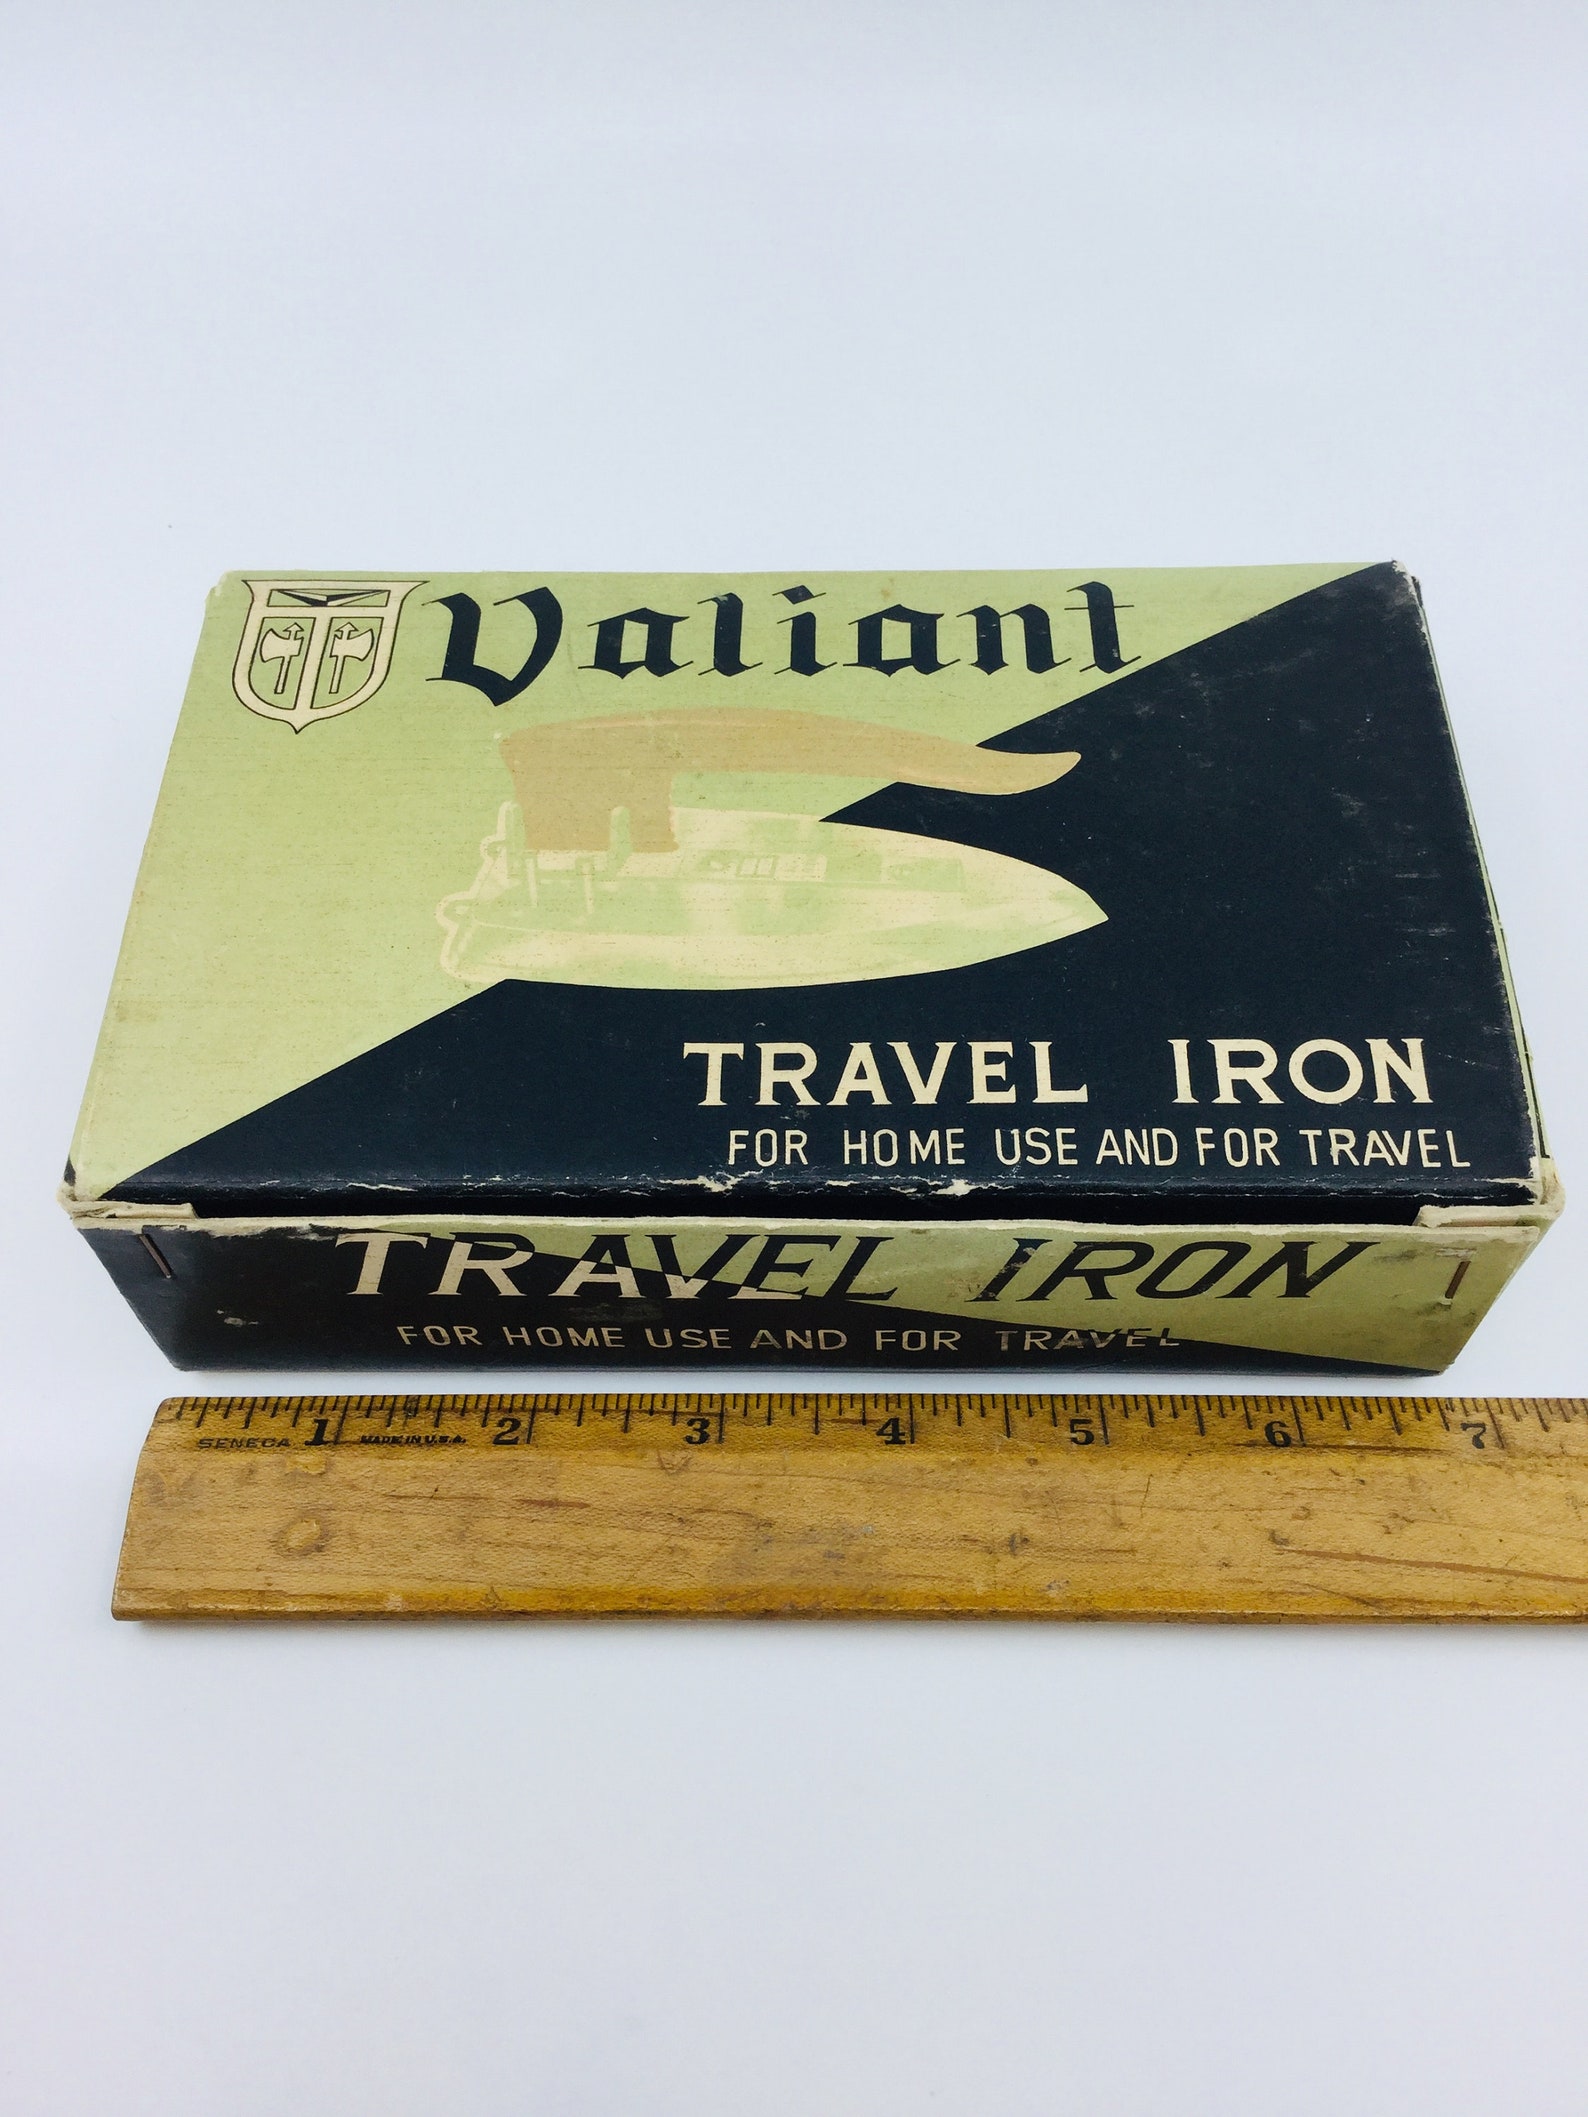 Valiant
TRAVEL IRON
FOR HOME USE AND FOR TRAVEL
TRAVEL IRON
FOR HOME USE AND FOR TRAVEL
1 2 3 4 5 6 7
SENECA MADE IN U.S.A.